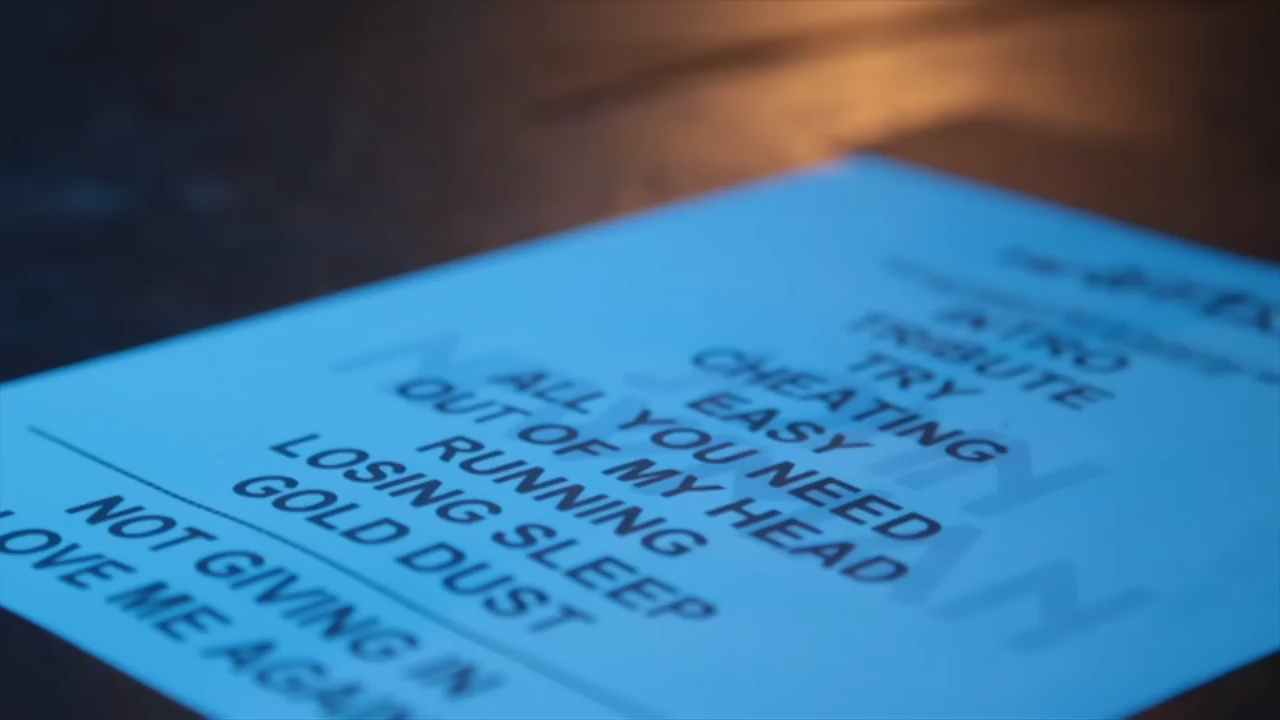 INTRO
TRIBUTE
TRY
CHEATING
EASY
ALL YOU NEED
OUT OF MY HEAD
RUNNING
LOSING SLEEP
GOLD DUST
NOT GIVING IN
LOVE ME AGAIN